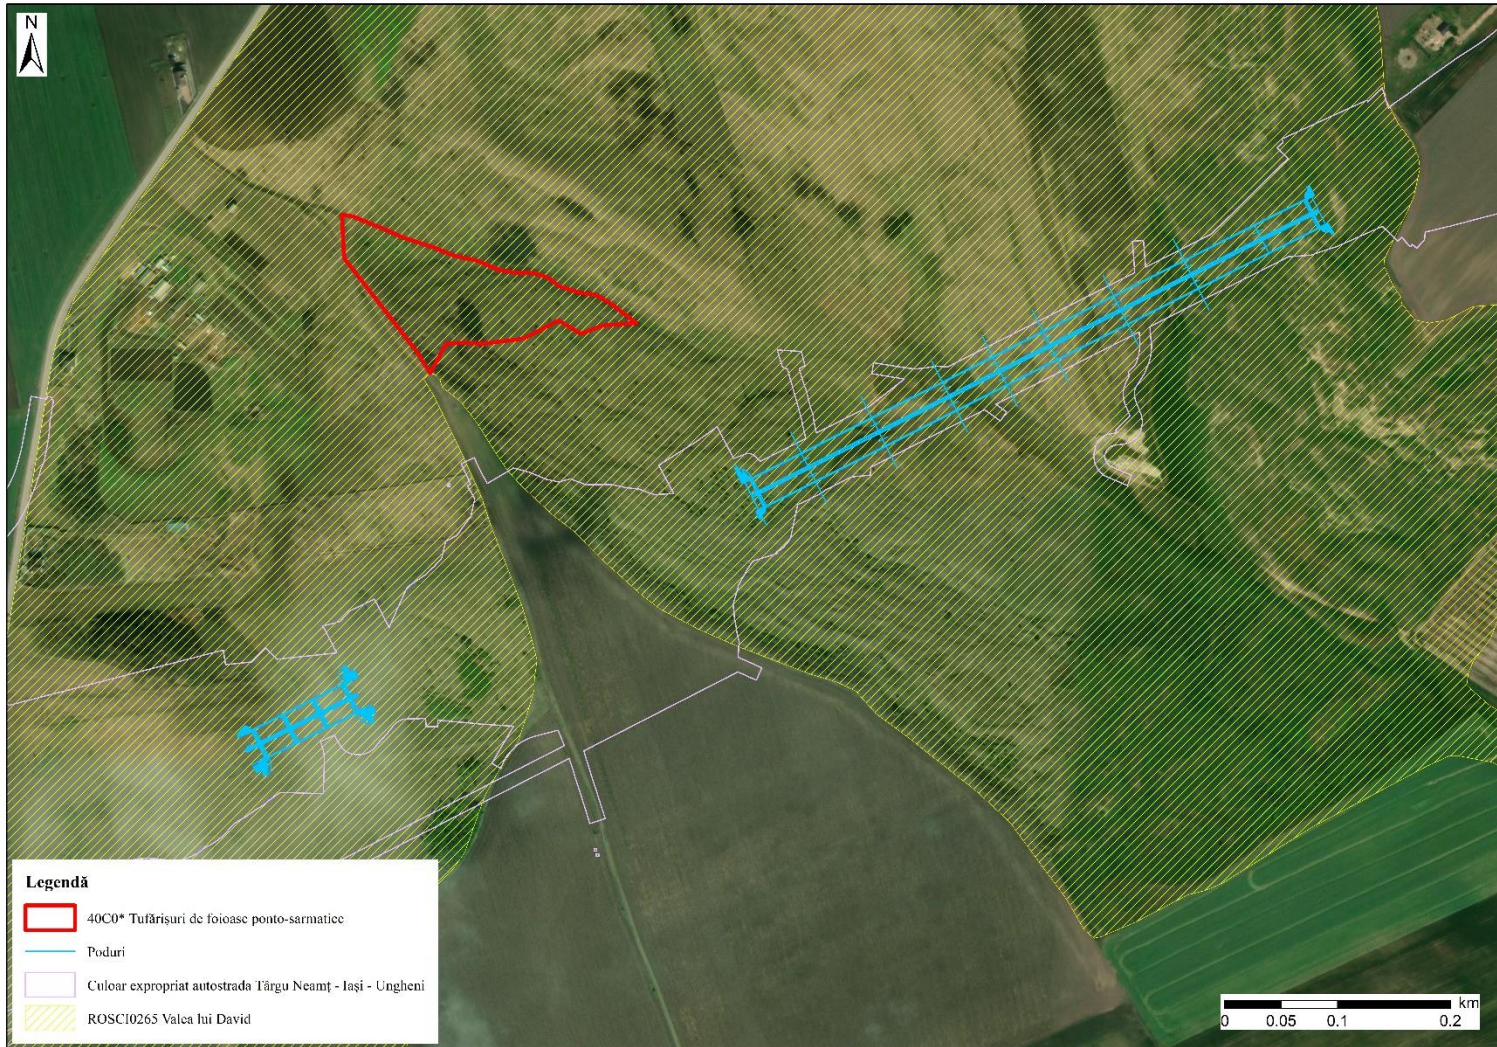 N
Legendă
40C0* Tufărișuri de foioase ponto-sarmatice
Poduri
Culoar expropriat autostrada Târgu Neamț - Iași - Ungheni
ROSCI0265 Valea lui David
km
0 0.05 0.1 0.2